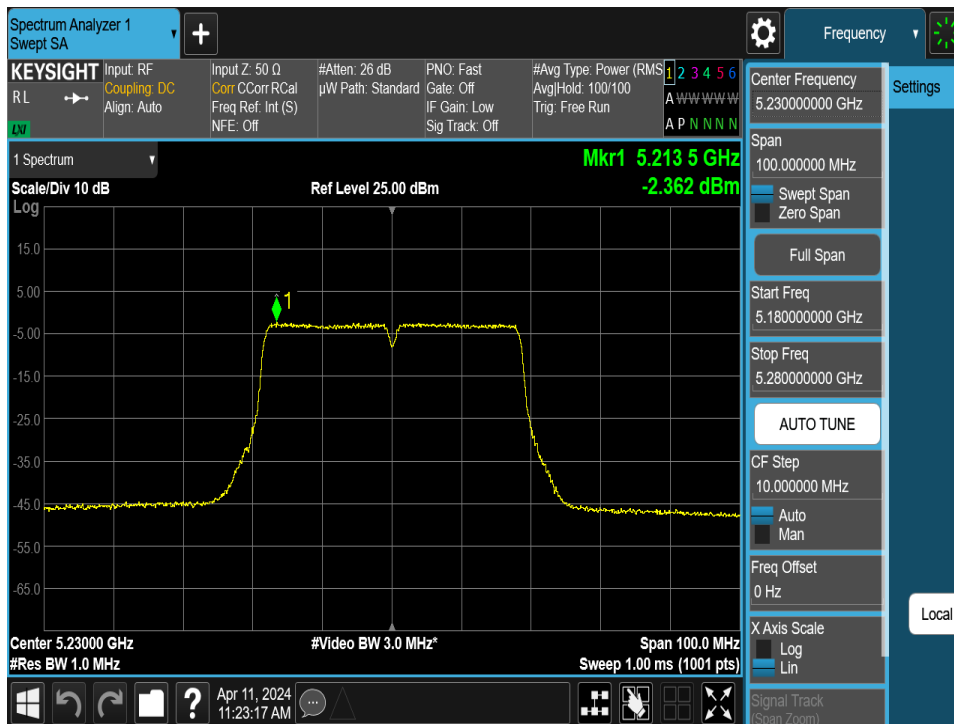 Spectrum Analyzer 1
Swept SA
+
Frequency
KEYSIGHT
R L
LXI
Input: RF
Coupling: DC
Align: Auto
Input Z: 50 Ω
Corr CCorr RCal
Freq Ref: Int (S)
NFE: Off
#Atten: 26 dB
µW Path: Standard
PNO: Fast
Gate: Off
IF Gain: Low
Sig Track: Off
#Avg Type: Power (RMS
Avg|Hold: 100/100
Trig: Free Run
1 2 3 4 5 6
A W W W W W
A P N N N N
1 Spectrum
Mkr1 5.213 5 GHz
Scale/Div 10 dB
Ref Level 25.00 dBm
-2.362 dBm
Log
15.0
5.00
-5.00
-15.0
-25.0
-35.0
-45.0
-55.0
-65.0
1
Center 5.23000 GHz
#Video BW 3.0 MHz*
Span 100.0 MHz
#Res BW 1.0 MHz
Sweep 1.00 ms (1001 pts)
Center Frequency
5.230000000 GHz
Span
100.000000 MHz
Swept Span
Zero Span
Full Span
Start Freq
5.180000000 GHz
Stop Freq
5.280000000 GHz
AUTO TUNE
CF Step
10.000000 MHz
Auto
Man
Freq Offset
0 Hz
X Axis Scale
Log
Lin
Signal Track
(Span Zoom)
Settings
Local
?
Apr 11, 2024
11:23:17 AM